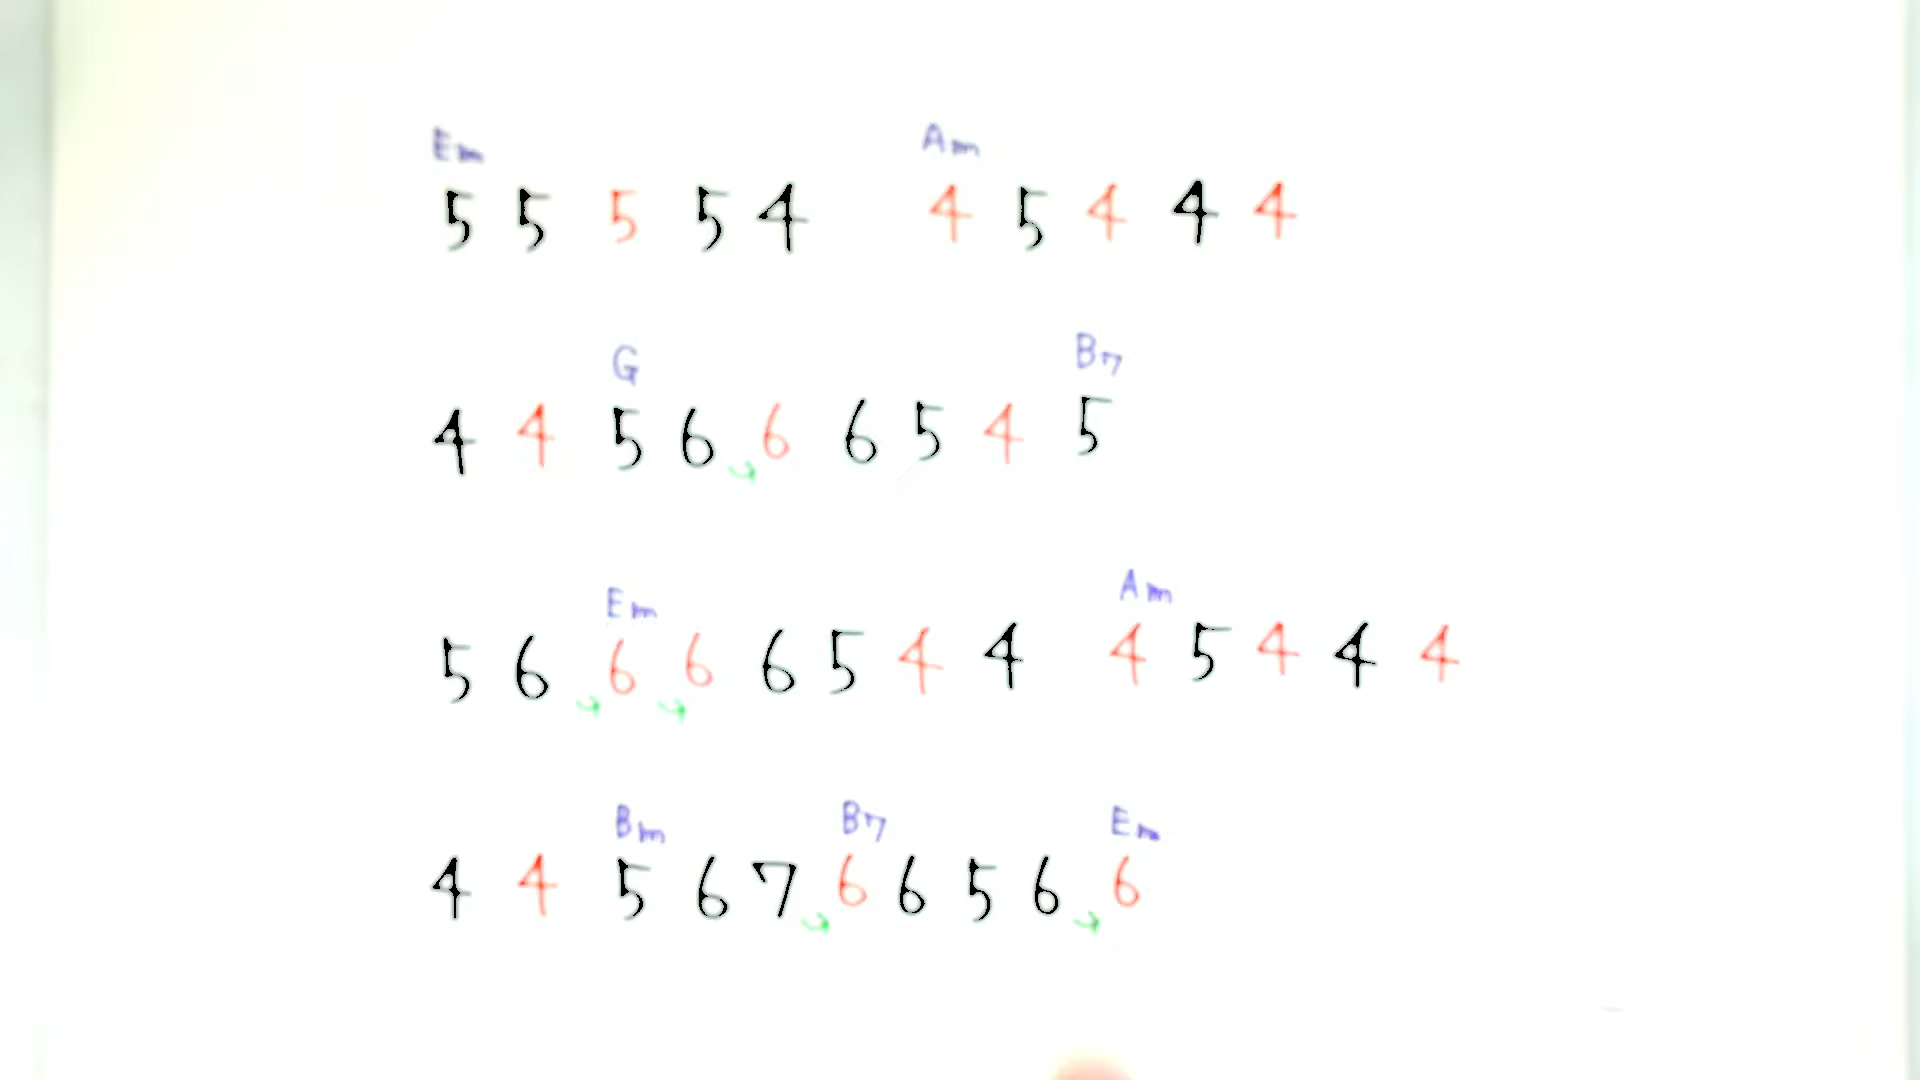 Em Am
5 5 5 5 4 4 5 4 4 4
G B7
4 4 5 6 6 6 5 4 5
Em Am
5 6 6 6 6 5 4 4 4 5 4 4 4
Bm B7 Em
4 4 5 6 7 6 6 5 6 6